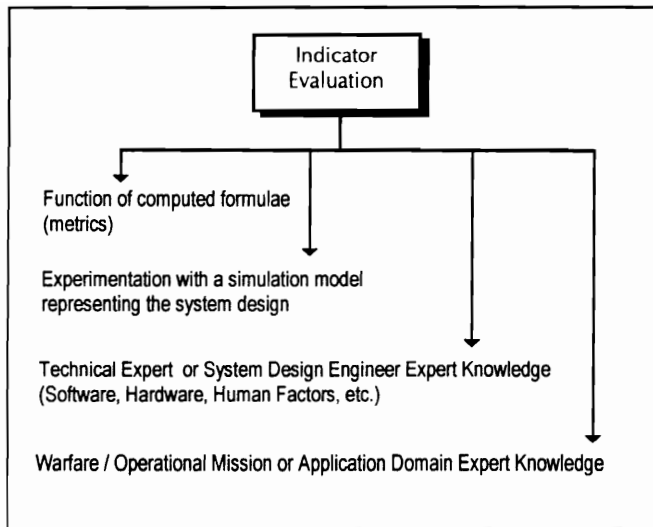 Indicator
Evaluation
Function of computed formulae
(metrics)
Experimentation with a simulation model
representing the system design
Technical Expert or System Design Engineer Expert Knowledge
(Software, Hardware, Human Factors, etc.)
Warfare / Operational Mission or Application Domain Expert Knowledge